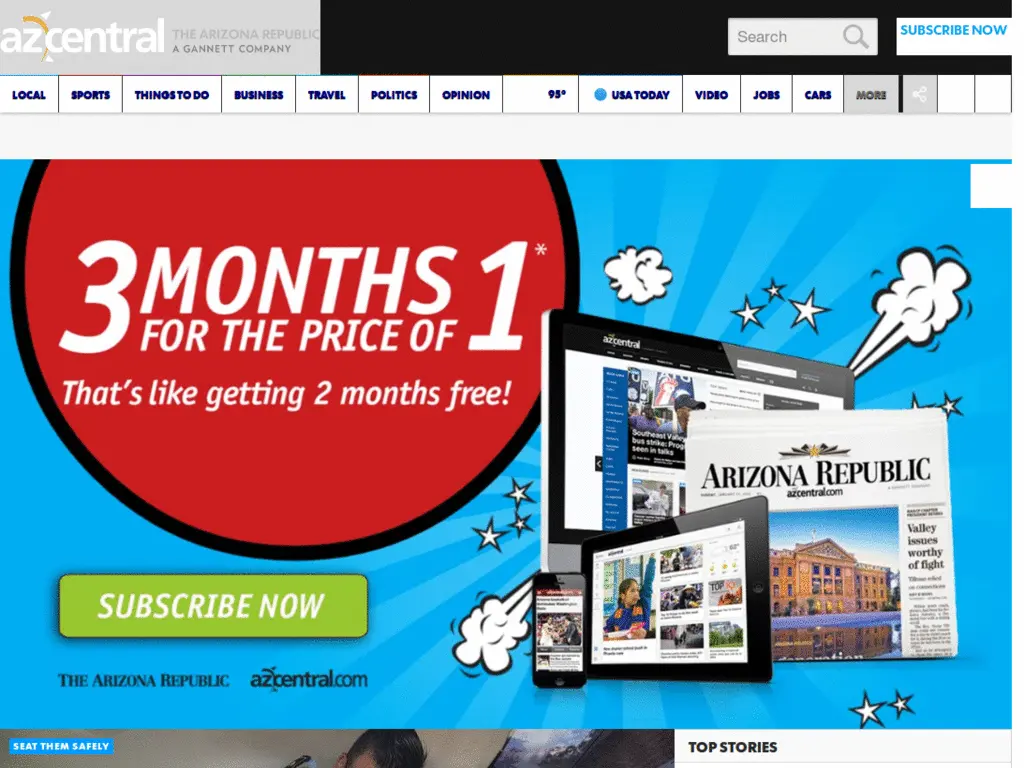 azcentral THE ARIZONA REPUBLIC
A GANNETT COMPANY
Search
SUBSCRIBE NOW
LOCAL SPORTS THINGS TO DO BUSINESS TRAVEL POLITICS OPINION 95° USA TODAY VIDEO JOBS CARS MORE
3 MONTHS
FOR THE PRICE OF 1*
That's like getting 2 months free!
azcentral
Southeast Valley
bus strike: Prog
seen in talks
ARIZONA REPUBLIC
azcentral.com
Valley
issues
worthy
of fight
TOP
SUBSCRIBE NOW
THE ARIZONA REPUBLIC azcentral.com
SEAT THEM SAFELY
TOP STORIES